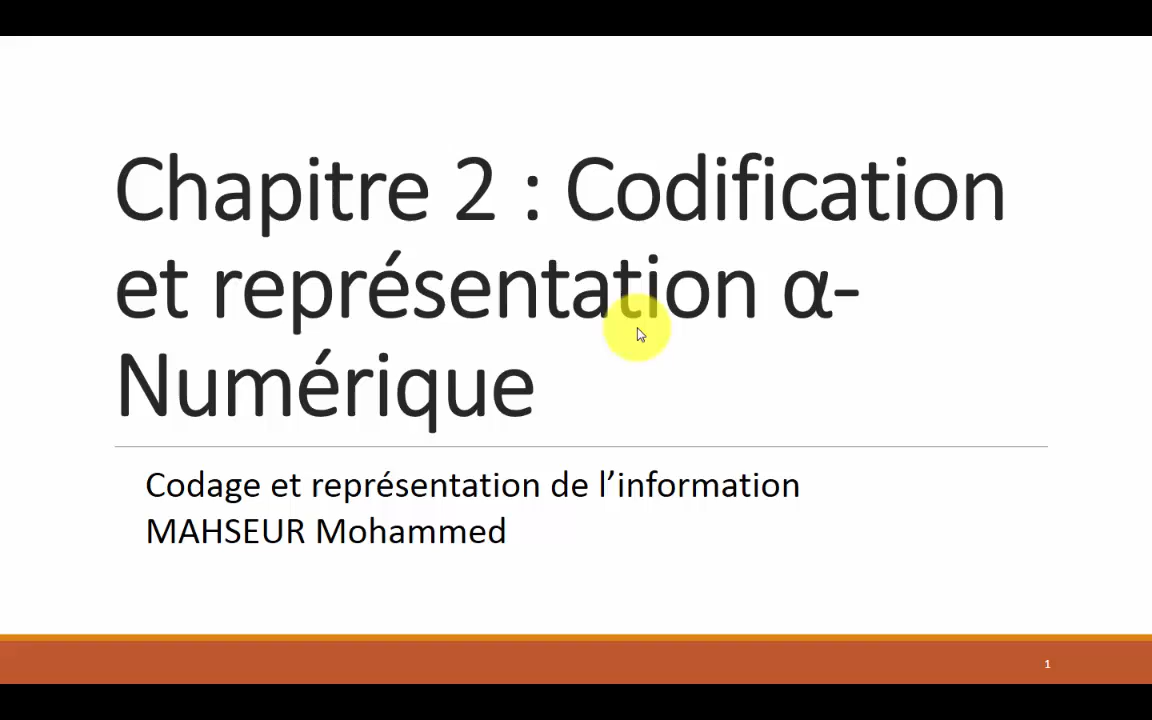 Chapitre 2 : Codification
et représentation α-
Numérique
Codage et représentation de l’information
MAHSEUR Mohammed
1